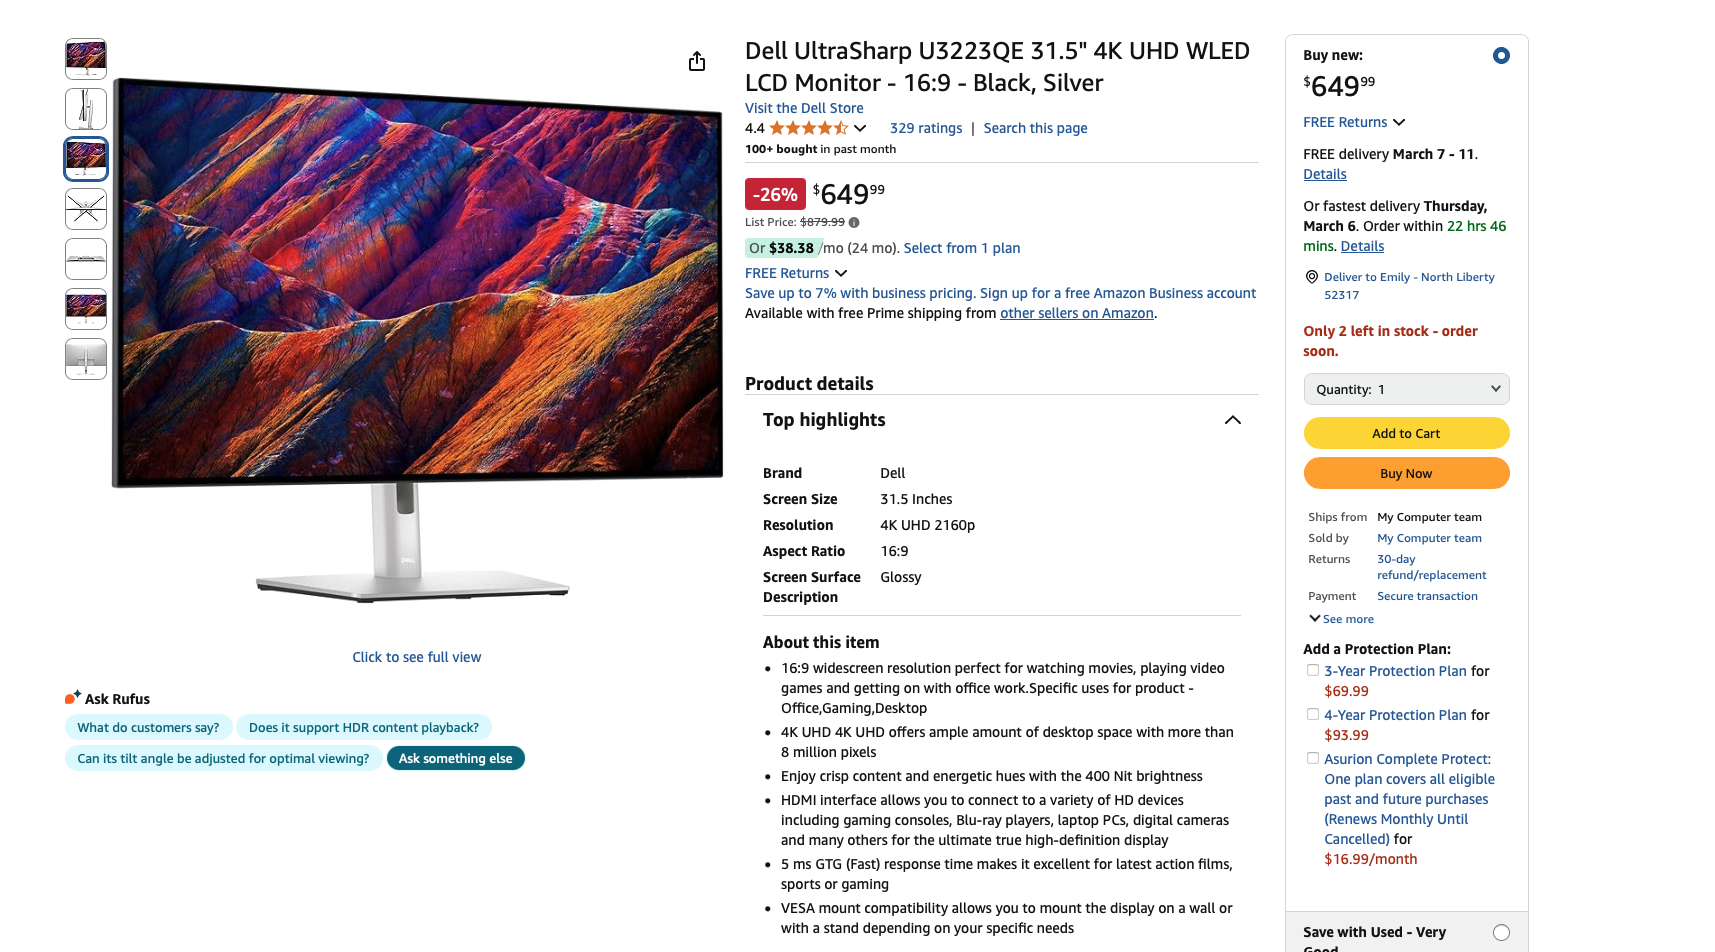 Dell UltraSharp U3223QE 31.5" 4K UHD WLED
LCD Monitor - 16:9 - Black, Silver
Visit the Dell Store
4.4
329 ratings | Search this page
100+ bought in past month
-26% $649 99
List Price: $879.99
Or $38.38 /mo (24 mo). Select from 1 plan
FREE Returns
Save up to 7% with business pricing. Sign up for a free Amazon Business account
Available with free Prime shipping from other sellers on Amazon.
Product details
Top highlights
Brand Dell
Screen Size 31.5 Inches
Resolution 4K UHD 2160p
Aspect Ratio 16:9
Screen Surface Glossy
Description
About this item
• 16:9 widescreen resolution perfect for watching movies, playing video
games and getting on with office work.Specific uses for product -
Office,Gaming,Desktop
• 4K UHD 4K UHD offers ample amount of desktop space with more than
8 million pixels
• Enjoy crisp content and energetic hues with the 400 Nit brightness
• HDMI interface allows you to connect to a variety of HD devices
including gaming consoles, Blu-ray players, laptop PCs, digital cameras
and many others for the ultimate true high-definition display
• 5 ms GTG (Fast) response time makes it excellent for latest action films,
sports or gaming
• VESA mount compatibility allows you to mount the display on a wall or
with a stand depending on your specific needs
DELL
Click to see full view
Ask Rufus
What do customers say?
Does it support HDR content playback?
Can its tilt angle be adjusted for optimal viewing?
Ask something else
Buy new:
$649 99
FREE Returns
FREE delivery March 7 - 11.
Details
Or fastest delivery Thursday,
March 6. Order within 22 hrs 46
mins. Details
Deliver to Emily - North Liberty
52317
Only 2 left in stock - order
soon.
Quantity: 1
Add to Cart
Buy Now
Ships from My Computer team
Sold by My Computer team
Returns 30-day
refund/replacement
Payment Secure transaction
See more
Add a Protection Plan:
3-Year Protection Plan for
$69.99
4-Year Protection Plan for
$93.99
Asurion Complete Protect:
One plan covers all eligible
past and future purchases
(Renews Monthly Until
Cancelled) for
$16.99/month
Save with Used - Very
Good